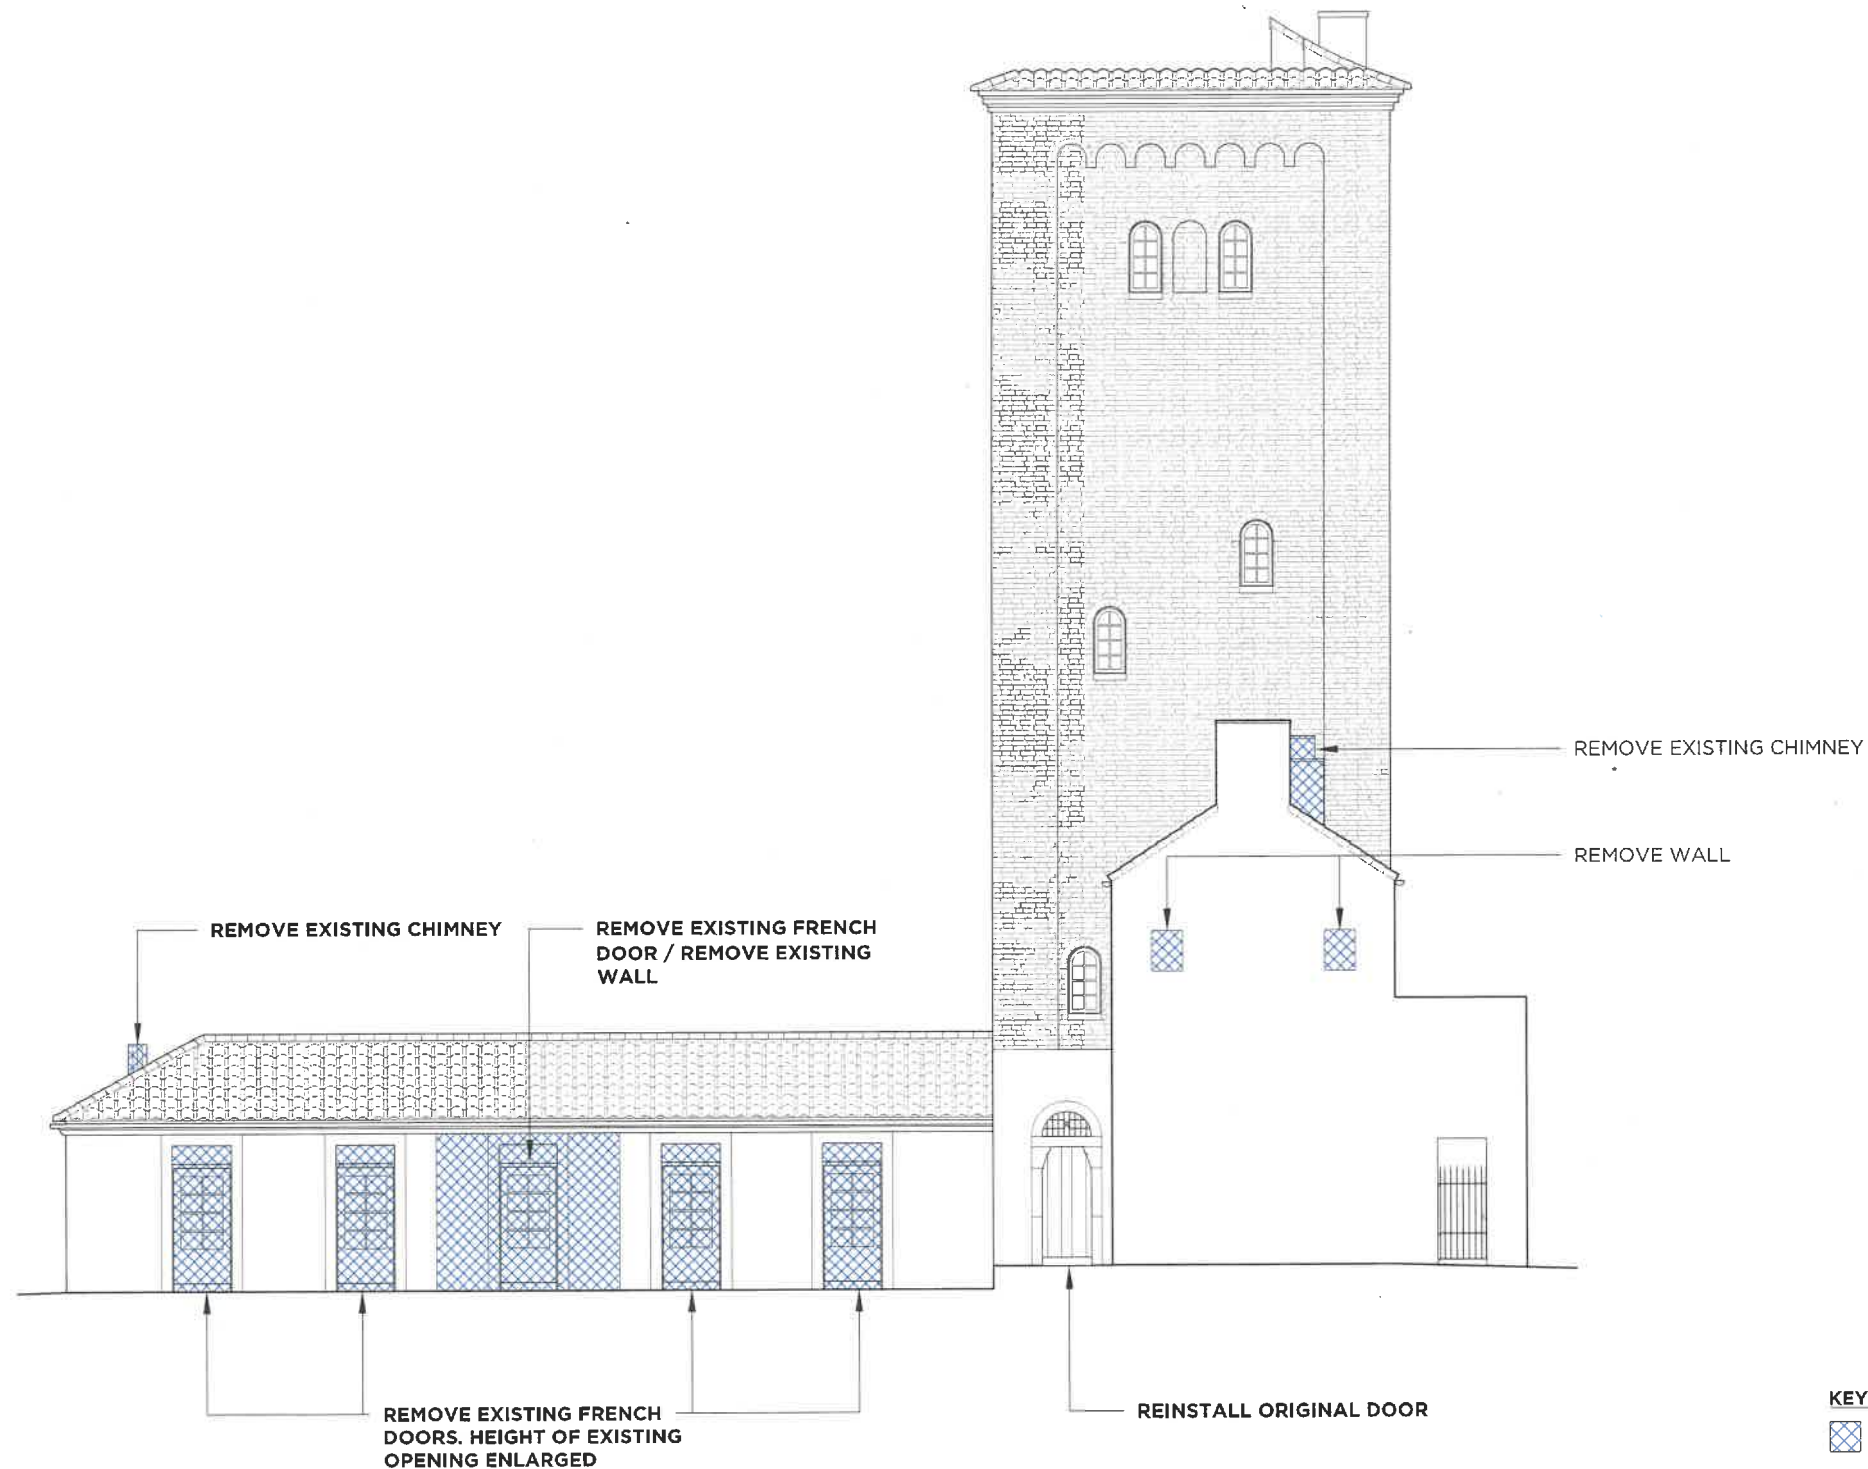 REMOVE EXISTING CHIMNEY
REMOVE WALL
REMOVE EXISTING CHIMNEY
REMOVE EXISTING FRENCH
DOOR / REMOVE EXISTING
WALL
REMOVE EXISTING FRENCH
DOORS. HEIGHT OF EXISTING
OPENING ENLARGED
REINSTALL ORIGINAL DOOR
KEY